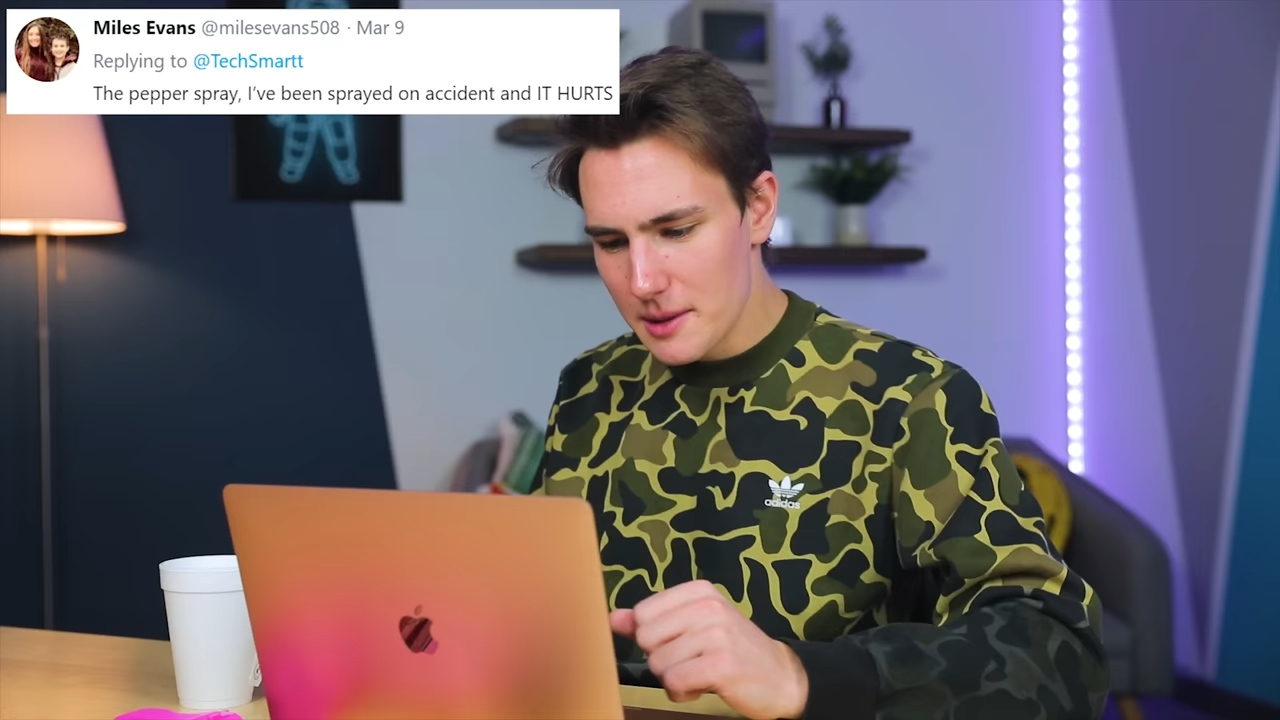 Miles Evans @milesevans508 · Mar 9
Replying to @TechSmartt
The pepper spray, I've been sprayed on accident and IT HURTS
adidas